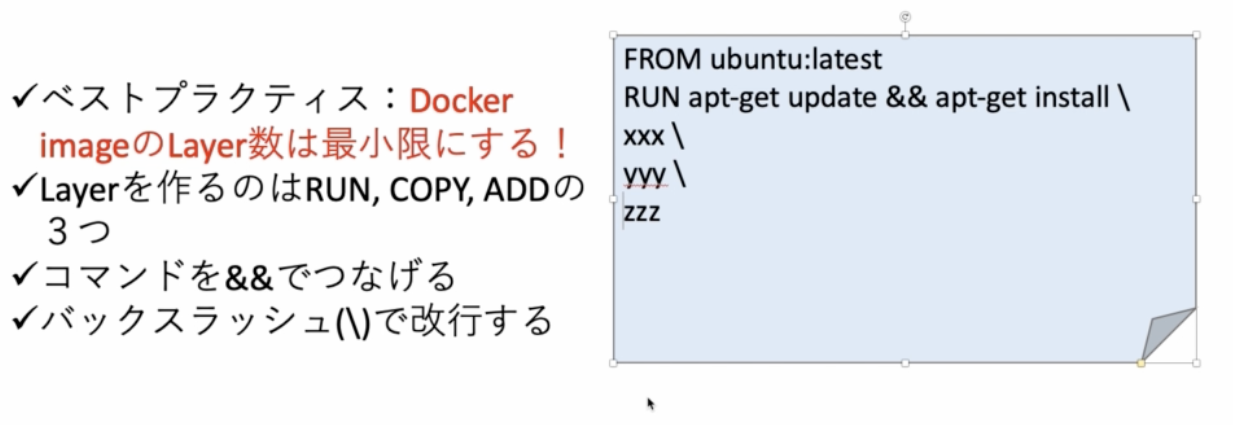 ✓ベストプラクティス：Docker
imageのLayer数は最小限にする！
✓Layerを作るのはRUN, COPY, ADDの
３つ
✓コマンドを&&でつなげる
✓バックスラッシュ(\)で改行する
FROM ubuntu:latest
RUN apt-get update && apt-get install \
xxx \
yyy \
zzz